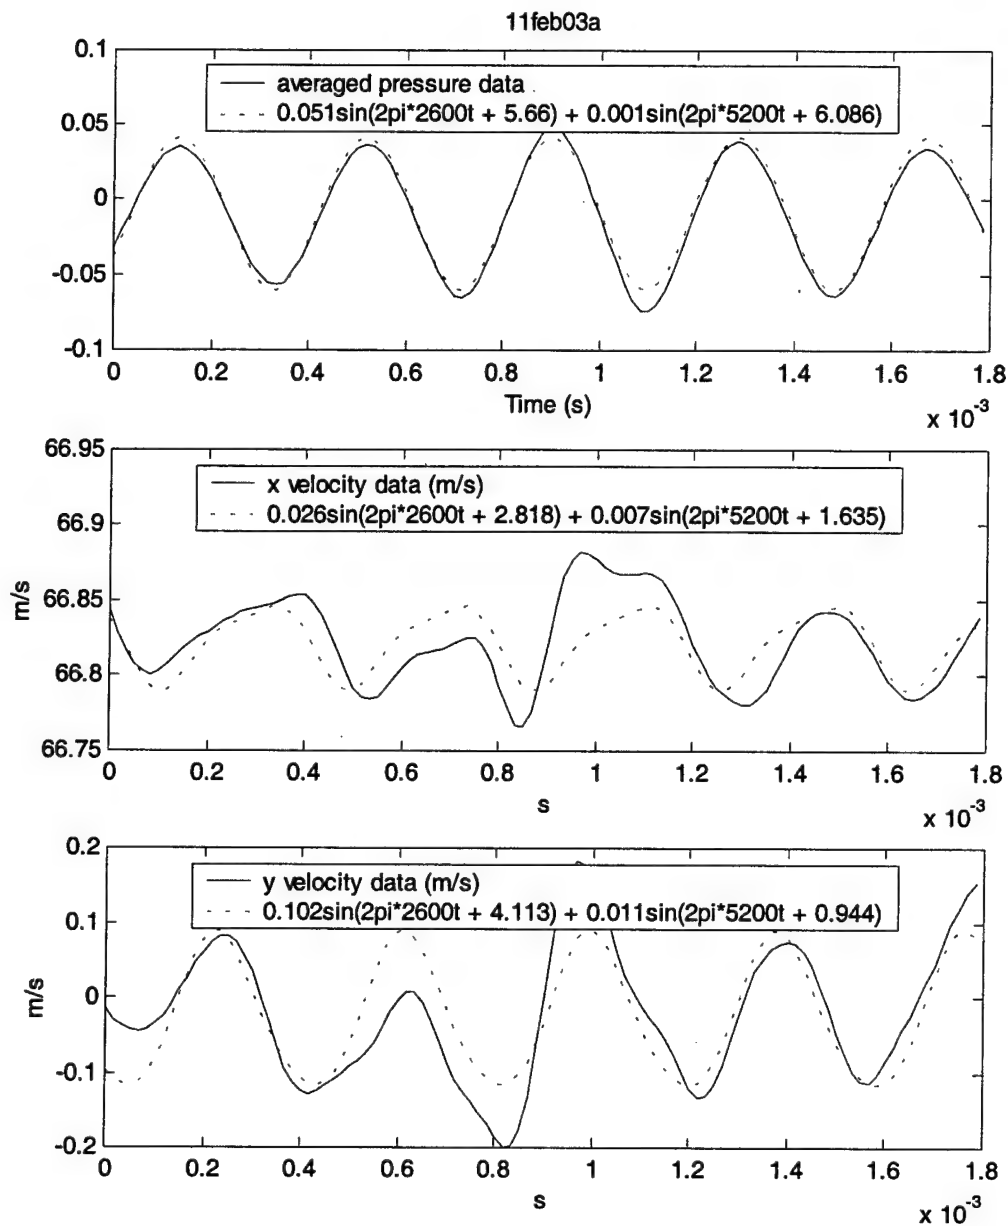 11feb03a
0.1
averaged pressure data
0.051sin(2pi*2600t + 5.66) + 0.001sin(2pi*5200t + 6.086)
0.05
0
-0.05
-0.1
0 0.2 0.4 0.6 0.8 1 1.2 1.4 1.6 1.8
Time (s)
x 10-3
66.95
x velocity data (m/s)
0.026sin(2pi*2600t + 2.818) + 0.007sin(2pi*5200t + 1.635)
66.9
m/s
66.85
66.8
66.75
0 0.2 0.4 0.6 0.8 1 1.2 1.4 1.6 1.8
s
x 10-3
0.2
y velocity data (m/s)
0.102sin(2pi*2600t + 4.113) + 0.011sin(2pi*5200t + 0.944)
0.1
m/s
0
-0.1
-0.2
0 0.2 0.4 0.6 0.8 1 1.2 1.4 1.6 1.8
s
x 10-3